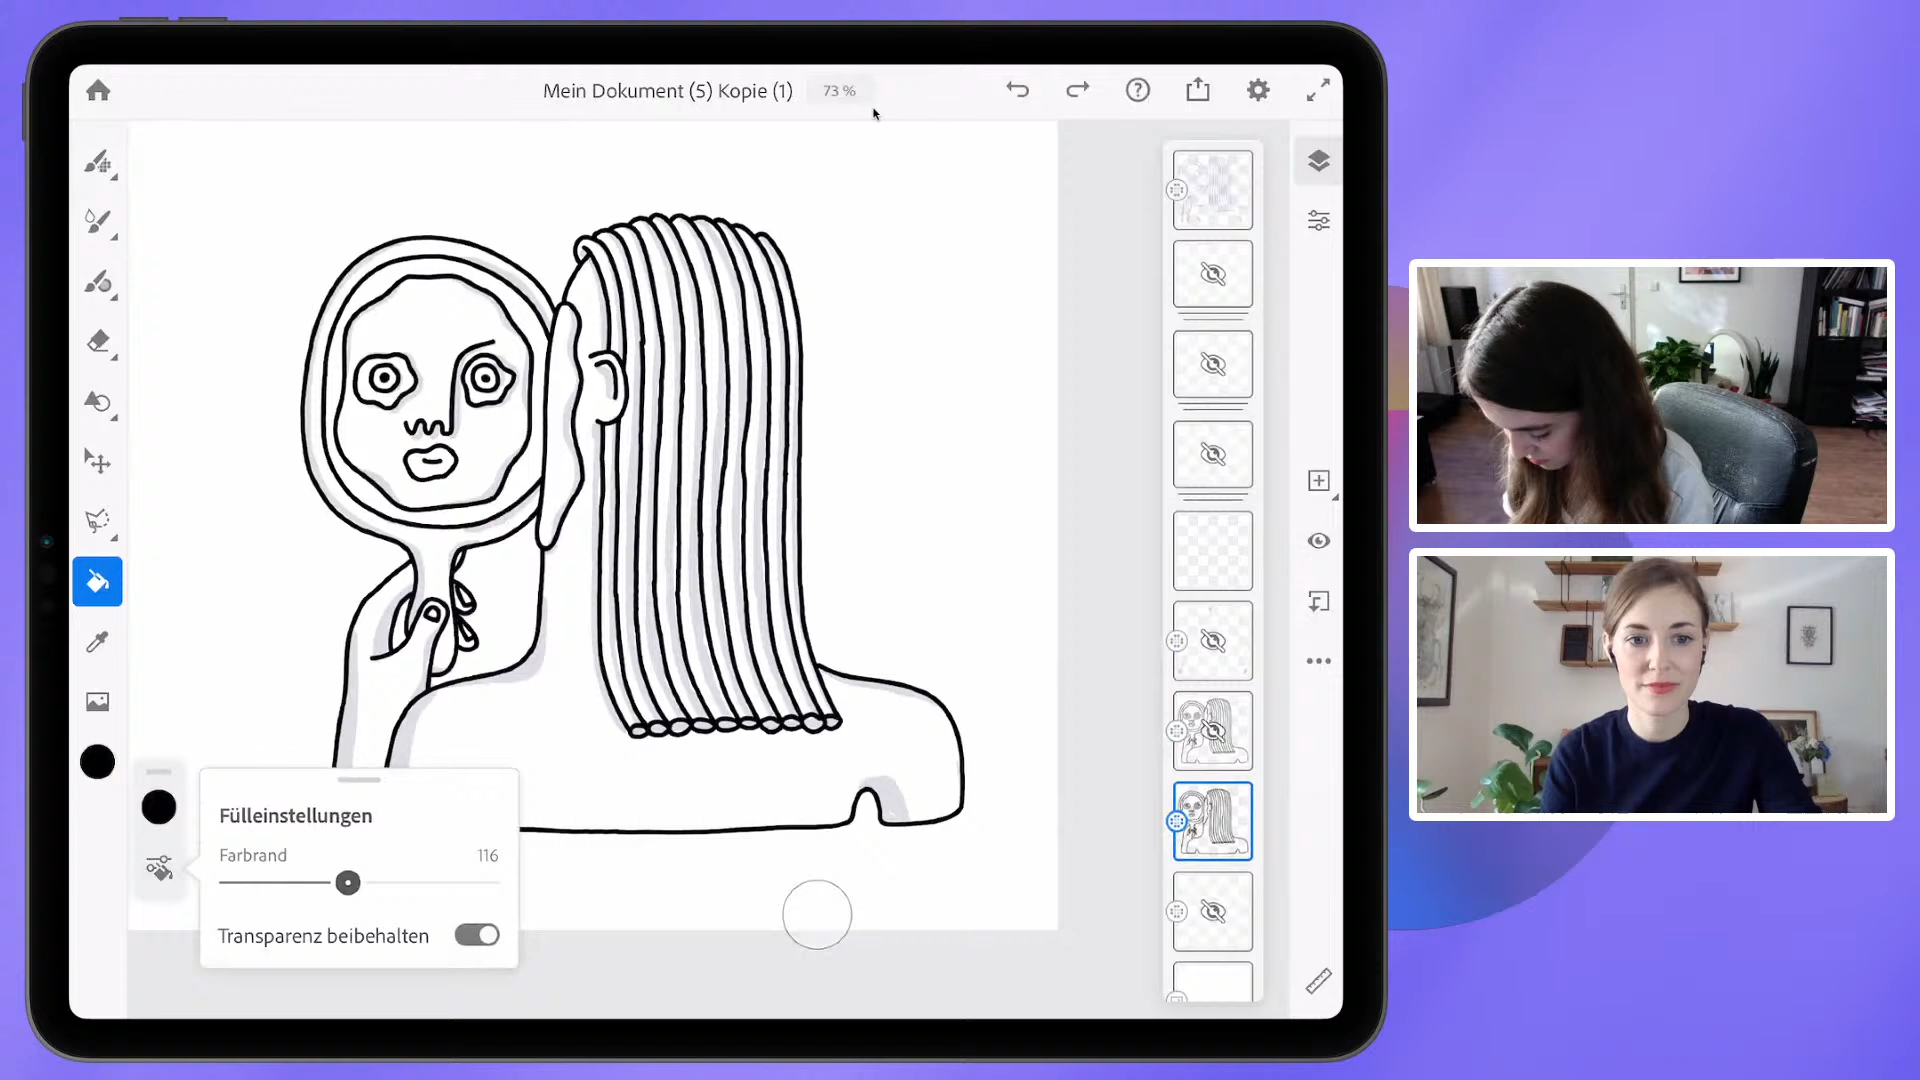 Mein Dokument (5) Kopie (1)
73 %
Fülleinstellungen
Farbrand
116
Transparenz beibehalten